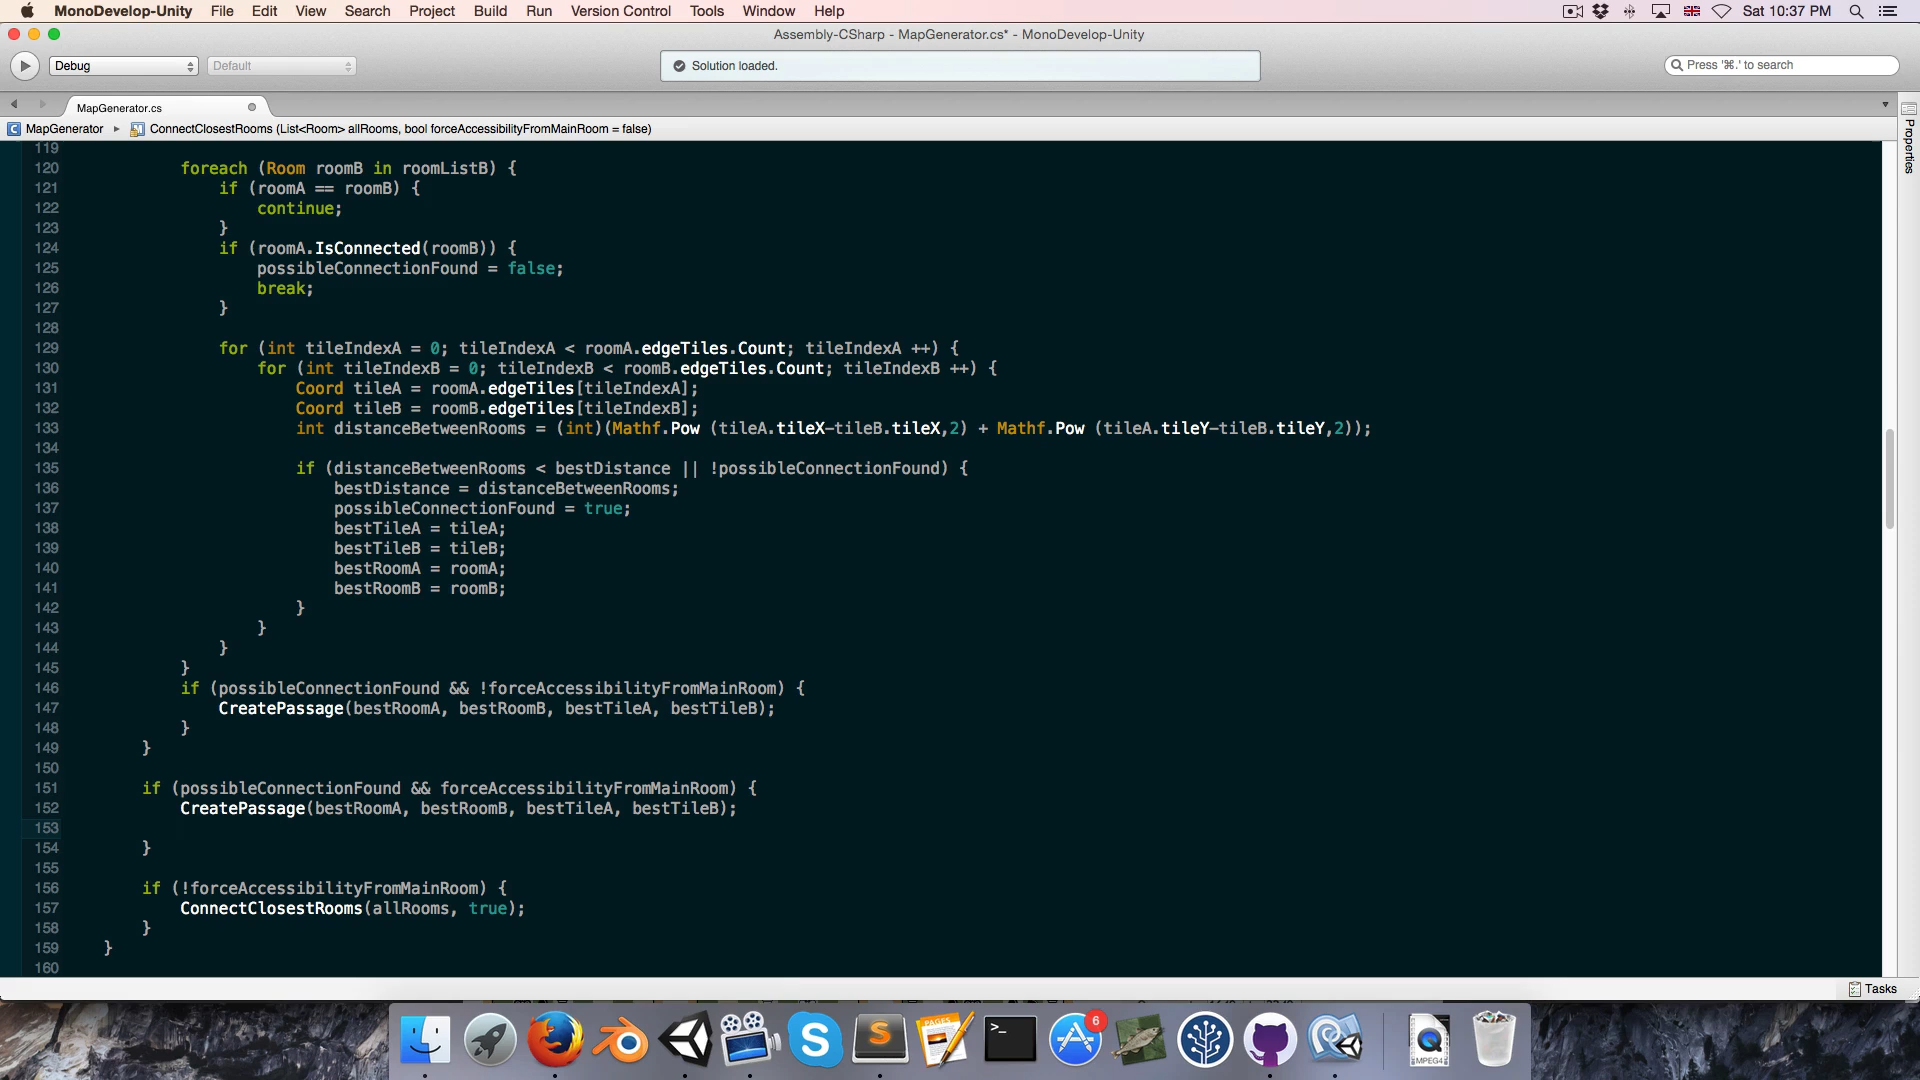 MonoDevelop-Unity File Edit View Search Project Build Run Version Control Tools Window Help Sat 10:37 PM
Assembly-CSharp - MapGenerator.cs* - MonoDevelop-Unity
Debug Default Solution loaded. Press '⌘.' to search
MapGenerator.cs
MapGenerator ConnectClosestRooms (List<Room> allRooms, bool forceAccessibilityFromMainRoom = false)
Properties
119
120 foreach (Room roomB in roomListB) {
121 if (roomA == roomB) {
122 continue;
123 }
124 if (roomA.IsConnected(roomB)) {
125 possibleConnectionFound = false;
126 break;
127 }
128
129 for (int tileIndexA = 0; tileIndexA < roomA.edgeTiles.Count; tileIndexA ++) {
130 for (int tileIndexB = 0; tileIndexB < roomB.edgeTiles.Count; tileIndexB ++) {
131 Coord tileA = roomA.edgeTiles[tileIndexA];
132 Coord tileB = roomB.edgeTiles[tileIndexB];
133 int distanceBetweenRooms = (int)(Mathf.Pow (tileA.tileX-tileB.tileX,2) + Mathf.Pow (tileA.tileY-tileB.tileY,2));
134
135 if (distanceBetweenRooms < bestDistance || !possibleConnectionFound) {
136 bestDistance = distanceBetweenRooms;
137 possibleConnectionFound = true;
138 bestTileA = tileA;
139 bestTileB = tileB;
140 bestRoomA = roomA;
141 bestRoomB = roomB;
142 }
143 }
144 }
145 }
146 if (possibleConnectionFound && !forceAccessibilityFromMainRoom) {
147 CreatePassage(bestRoomA, bestRoomB, bestTileA, bestTileB);
148 }
149 }
150
151 if (possibleConnectionFound && forceAccessibilityFromMainRoom) {
152 CreatePassage(bestRoomA, bestRoomB, bestTileA, bestTileB);
153
154 }
155
156 if (!forceAccessibilityFromMainRoom) {
157 ConnectClosestRooms(allRooms, true);
158 }
159 }
160
Tasks
PAGES
6
MPEG4